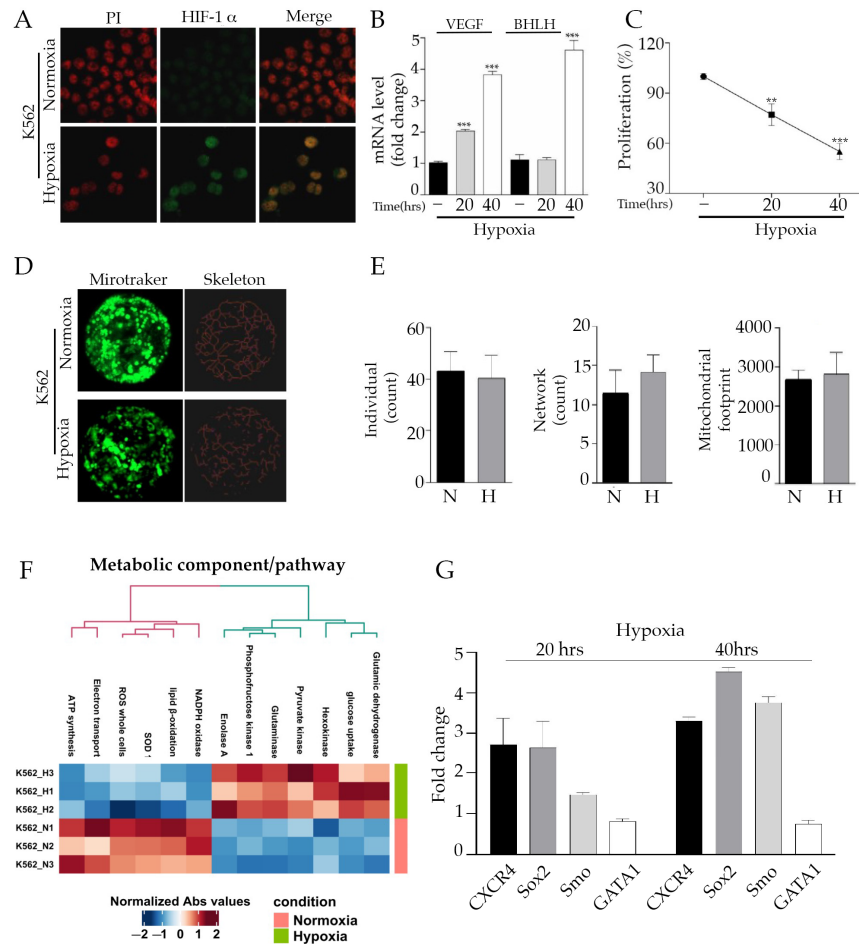 A
PI HIF-1 α Merge
K562
Normoxia
Hypoxia
B
VEGF BHLH
mRNA level
(fold change)
5
4
3
2
1
0
*** *** ***
Time(hrs) – 20 40 – 20 40
Hypoxia
C
Proliferation (%)
120
90
60
30
**
***
Time(hrs) – 20 40
Hypoxia
D
Mirotraker Skeleton
K562
Normoxia
Hypoxia
E
Individual
(count)
60
40
20
0
N H
Network
(count)
20
15
10
5
0
N H
Mitochondrial
footprint
4000
3000
2000
1000
0
N H
F
Metabolic component/pathway
ATP synthesis
Electron transport
ROS whole cells
SOD ↑
lipid β-oxidation
NADPH oxidase
Enolase A
Phosphofructose kinase 1
Glutaminase
Pyruvate kinase
Hexokinase
glucose uptake
Glutamic dehydrogenase
K562_H3
K562_H1
K562_H2
K562_N1
K562_N2
K562_N3
Normalized Abs values
−2 −1 0 1 2
condition
Normoxia
Hypoxia
G
Hypoxia
20 hrs 40hrs
Fold change
5
4
3
2
1
0
CXCR4 Sox2 Smo GATA1 CXCR4 Sox2 Smo GATA1